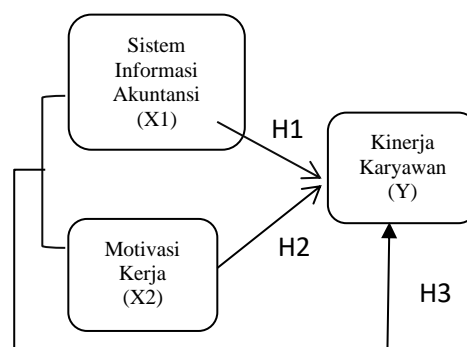 Sistem
Informasi
Akuntansi
(X1)
H1
Kinerja
Karyawan
(Y)
Motivasi
Kerja
(X2)
H2
H3